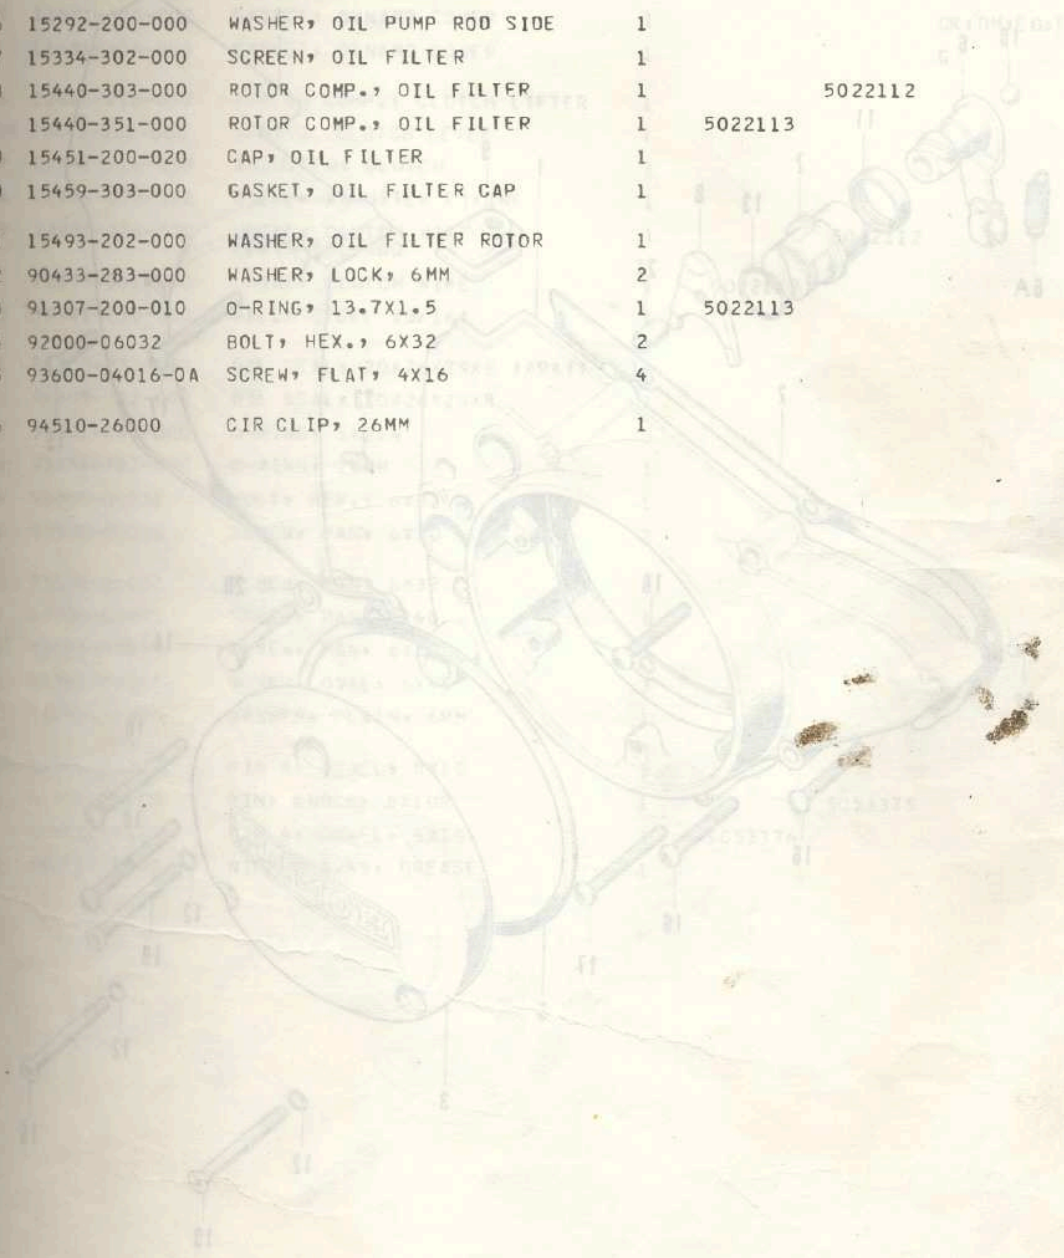 15292-200-000 WASHER, OIL PUMP ROD SIDE 1
15334-302-000 SCREEN, OIL FILTER 1
15440-303-000 ROTOR COMP., OIL FILTER 1 5022112
15440-351-000 ROTOR COMP., OIL FILTER 1 5022113
15451-200-020 CAP, OIL FILTER 1
15459-303-000 GASKET, OIL FILTER CAP 1
15493-202-000 WASHER, OIL FILTER ROTOR 1
90433-283-000 WASHER, LOCK, 6MM 2
91307-200-010 O-RING, 13.7X1.5 1 5022113
92000-06032 BOLT, HEX., 6X32 2
93600-04016-0A SCREW, FLAT, 4X16 4
94510-26000 CIR CLIP, 26MM 1